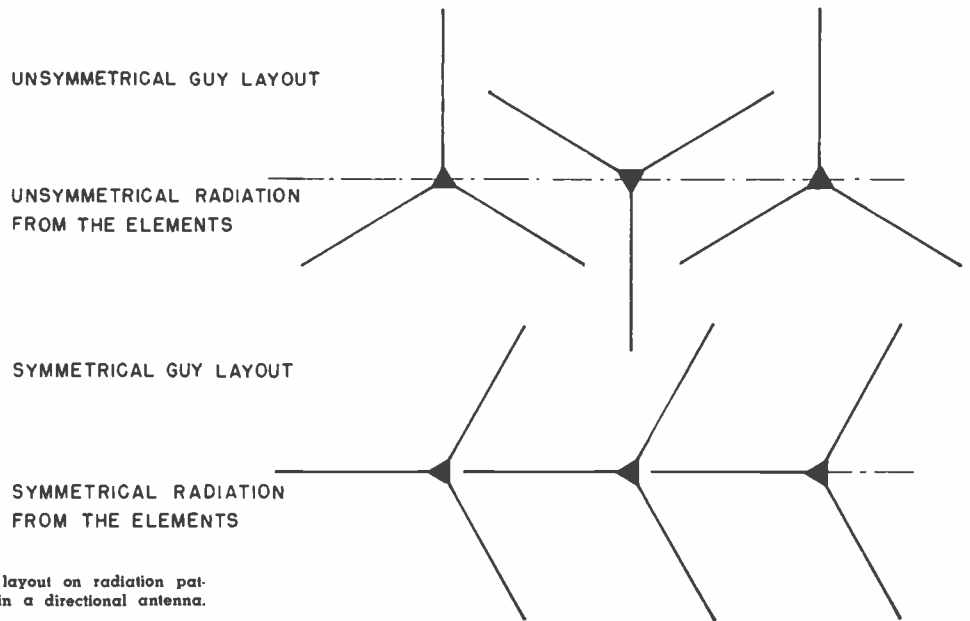 UNSYMMETRICAL GUY LAYOUT
UNSYMMETRICAL RADIATION
FROM THE ELEMENTS
SYMMETRICAL GUY LAYOUT
SYMMETRICAL RADIATION
FROM THE ELEMENTS
layout on radiation pat-
in a directional antenna.